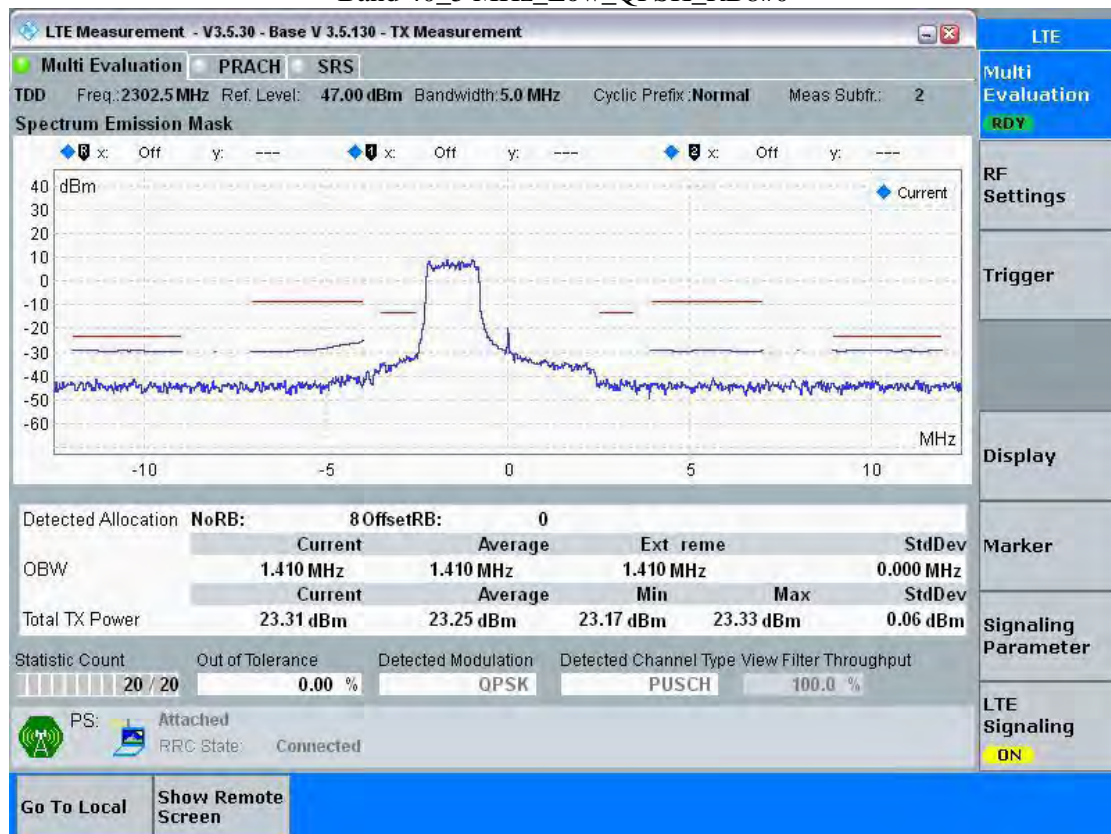 LTE Measurement - V3.5.30 - Base V 3.5.130 - TX Measurement
LTE
Multi Evaluation PRACH SRS
TDD Freq.:2302.5 MHz Ref. Level: 47.00 dBm Bandwidth:5.0 MHz Cyclic Prefix :Normal Meas Subfr.: 2
Spectrum Emission Mask
R x: Off y: --- 1 x: Off y: --- 2 x: Off y: ---
40 dBm
Current
30
20
10
0
-10
-20
-30
-40
-50
-60
MHz
-10 -5 0 5 10
Detected Allocation NoRB: 8 OffsetRB: 0
Current Average Ext reme StdDev
OBW 1.410 MHz 1.410 MHz 1.410 MHz 0.000 MHz
Current Average Min Max StdDev
Total TX Power 23.31 dBm 23.25 dBm 23.17 dBm 23.33 dBm 0.06 dBm
Statistic Count Out of Tolerance Detected Modulation Detected Channel Type View Filter Throughput
20 / 20 0.00 % QPSK PUSCH 100.0 %
PS: Attached
RRC State: Connected
Multi
Evaluation
RDY
RF
Settings
Trigger
Display
Marker
Signaling
Parameter
LTE
Signaling
ON
Go To Local
Show Remote
Screen